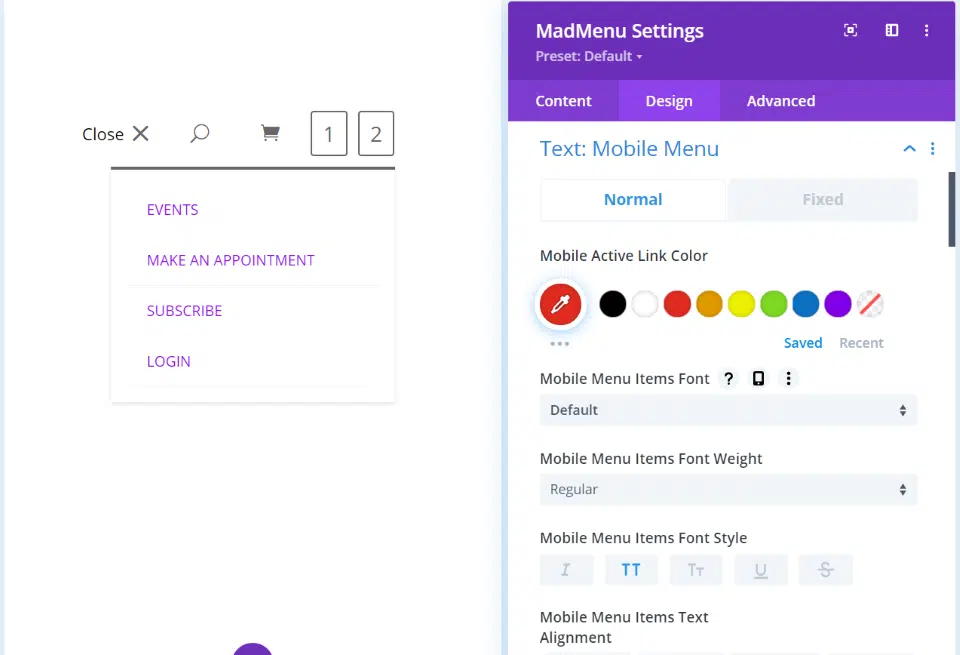 Close
1
2
EVENTS
MAKE AN APPOINTMENT
SUBSCRIBE
LOGIN
MadMenu Settings
Preset: Default
Content Design Advanced
Text: Mobile Menu
Normal Fixed
Mobile Active Link Color
Saved Recent
Mobile Menu Items Font ?
Default
Mobile Menu Items Font Weight
Regular
Mobile Menu Items Font Style
I TT Tт U S
Mobile Menu Items Text
Alignment